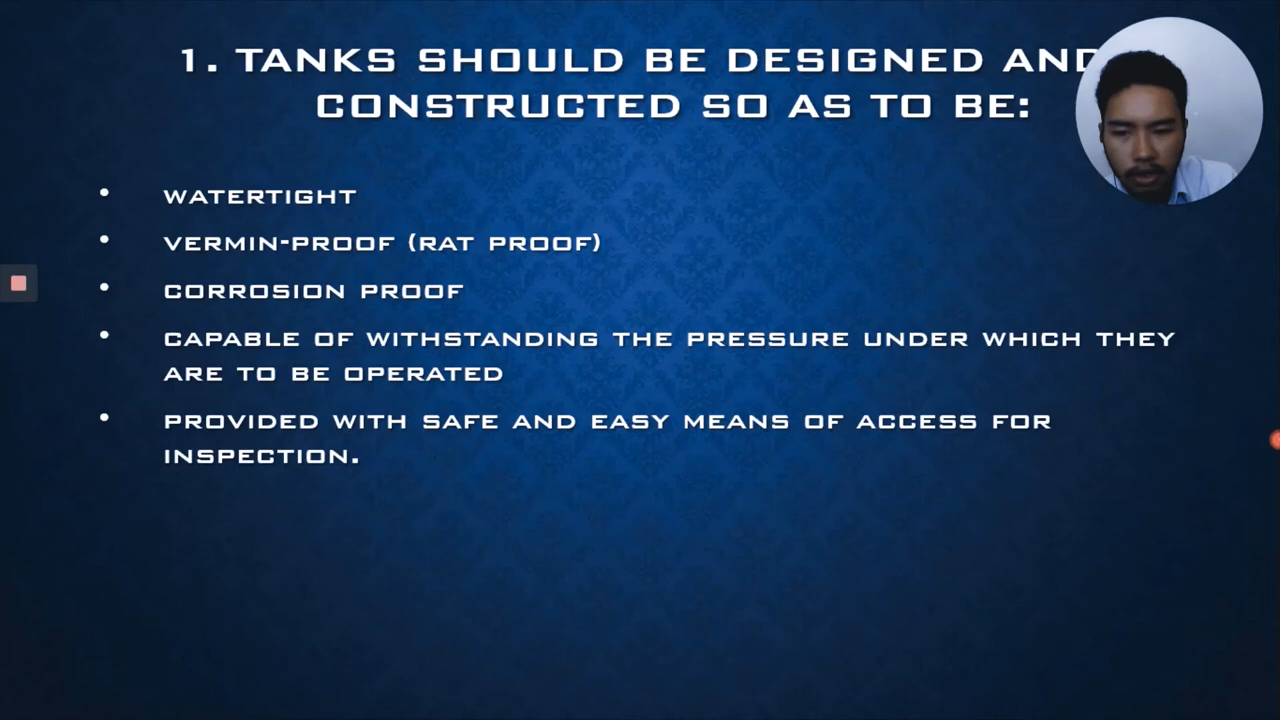 1. TANKS SHOULD BE DESIGNED AND
CONSTRUCTED SO AS TO BE:
• WATERTIGHT
• VERMIN-PROOF (RAT PROOF)
• CORROSION PROOF
• CAPABLE OF WITHSTANDING THE PRESSURE UNDER WHICH THEY
ARE TO BE OPERATED
• PROVIDED WITH SAFE AND EASY MEANS OF ACCESS FOR
INSPECTION.